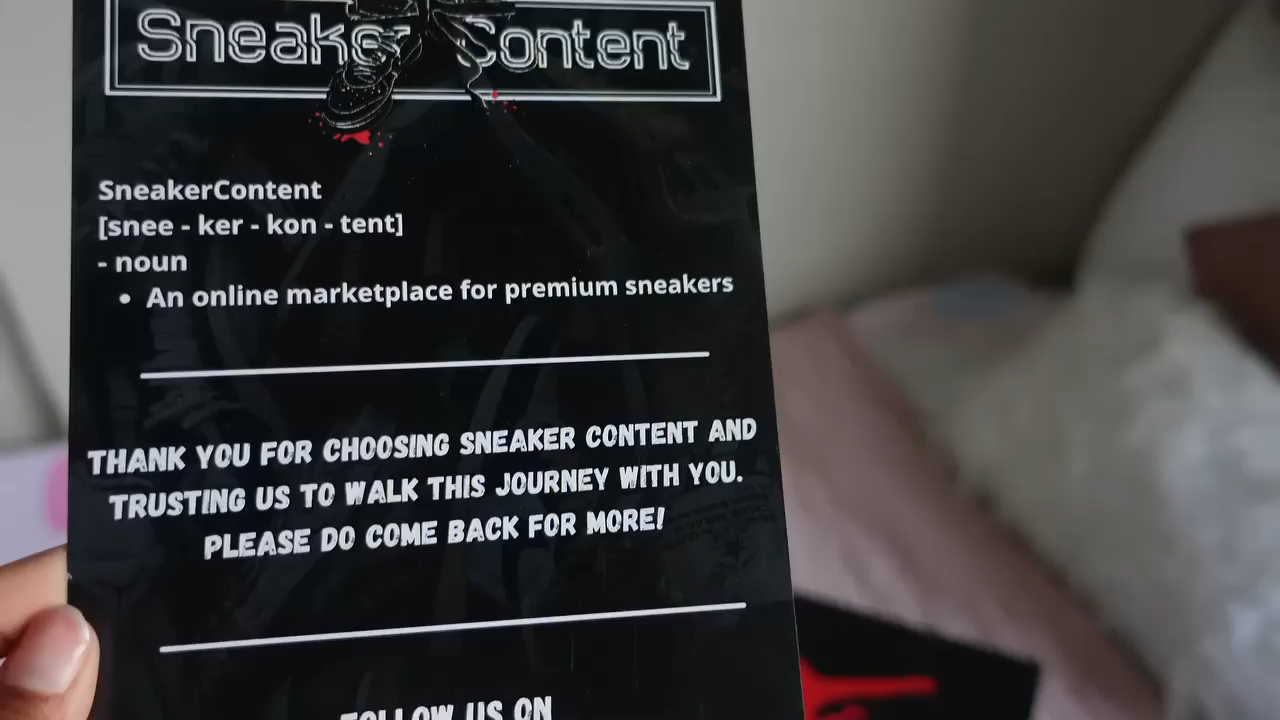 Sneaker Content
SneakerContent
[snee - ker - kon - tent]
- noun
• An online marketplace for premium sneakers
THANK YOU FOR CHOOSING SNEAKER CONTENT AND
TRUSTING US TO WALK THIS JOURNEY WITH YOU.
PLEASE DO COME BACK FOR MORE!
FOLLOW US ON